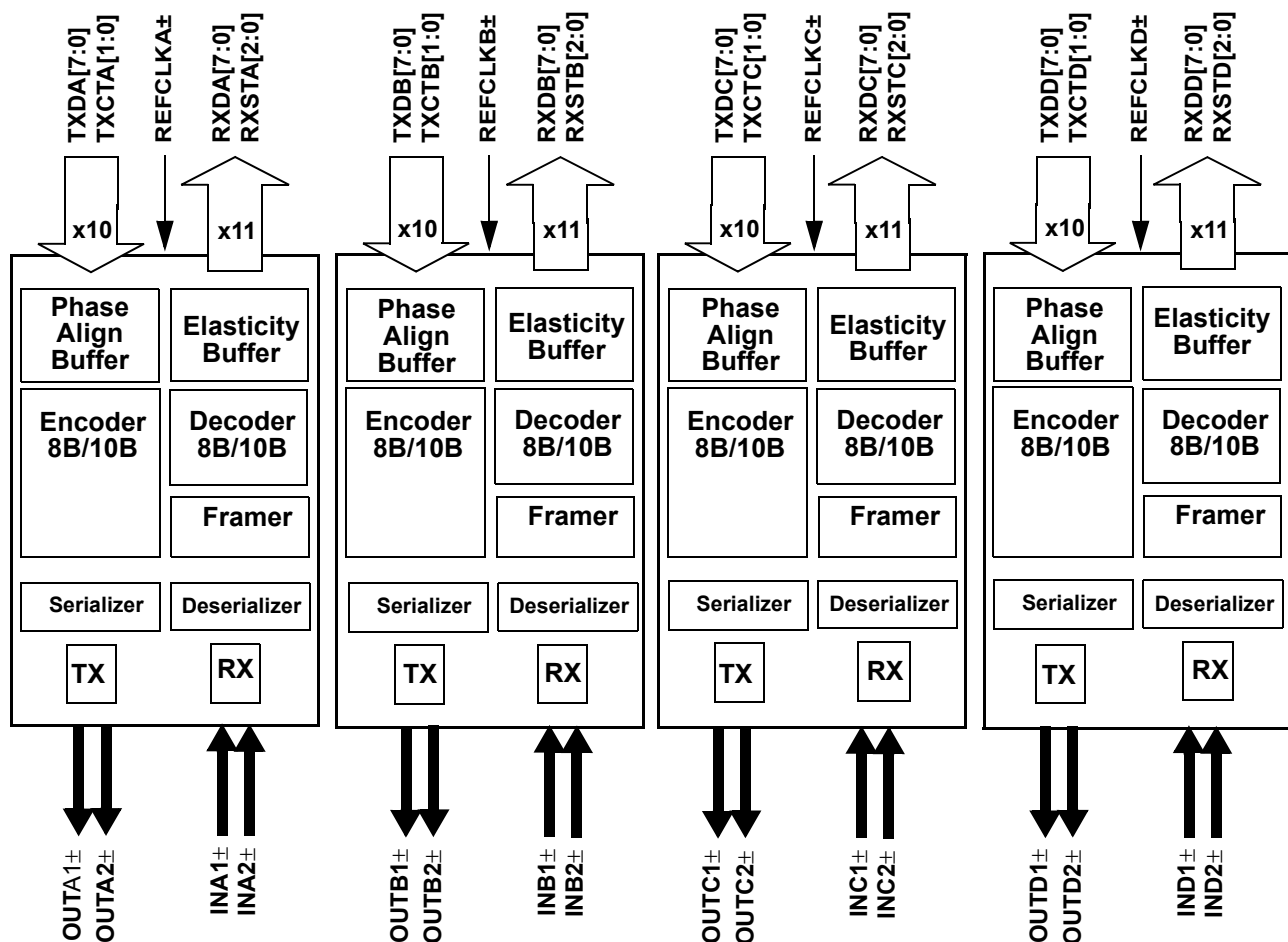 TXDA[7:0]
TXCTA[1:0]
REFCLKA±
RXDA[7:0]
RXSTA[2:0]
TXDB[7:0]
TXCTB[1:0]
REFCLKB±
RXDB[7:0]
RXSTB[2:0]
TXDC[7:0]
TXCTC[1:0]
REFCLKC±
RXDC[7:0]
RXSTC[2:0]
TXDD[7:0]
TXCTD[1:0]
REFCLKD±
RXDD[7:0]
RXSTD[2:0]
x10
x11
x10
x11
x10
x11
x10
x11
Phase
Align
Buffer
Elasticity
Buffer
Encoder
8B/10B
Decoder
8B/10B
Framer
Serializer
Deserializer
TX
RX
Phase
Align
Buffer
Elasticity
Buffer
Encoder
8B/10B
Decoder
8B/10B
Framer
Serializer
Deserializer
TX
RX
Phase
Align
Buffer
Elasticity
Buffer
Encoder
8B/10B
Decoder
8B/10B
Framer
Serializer
Deserializer
TX
RX
Phase
Align
Buffer
Elasticity
Buffer
Encoder
8B/10B
Decoder
8B/10B
Framer
Serializer
Deserializer
TX
RX
OUTA1±
OUTA2±
INA1±
INA2±
OUTB1±
OUTB2±
INB1±
INB2±
OUTC1±
OUTC2±
INC1±
INC2±
OUTD1±
OUTD2±
IND1±
IND2±